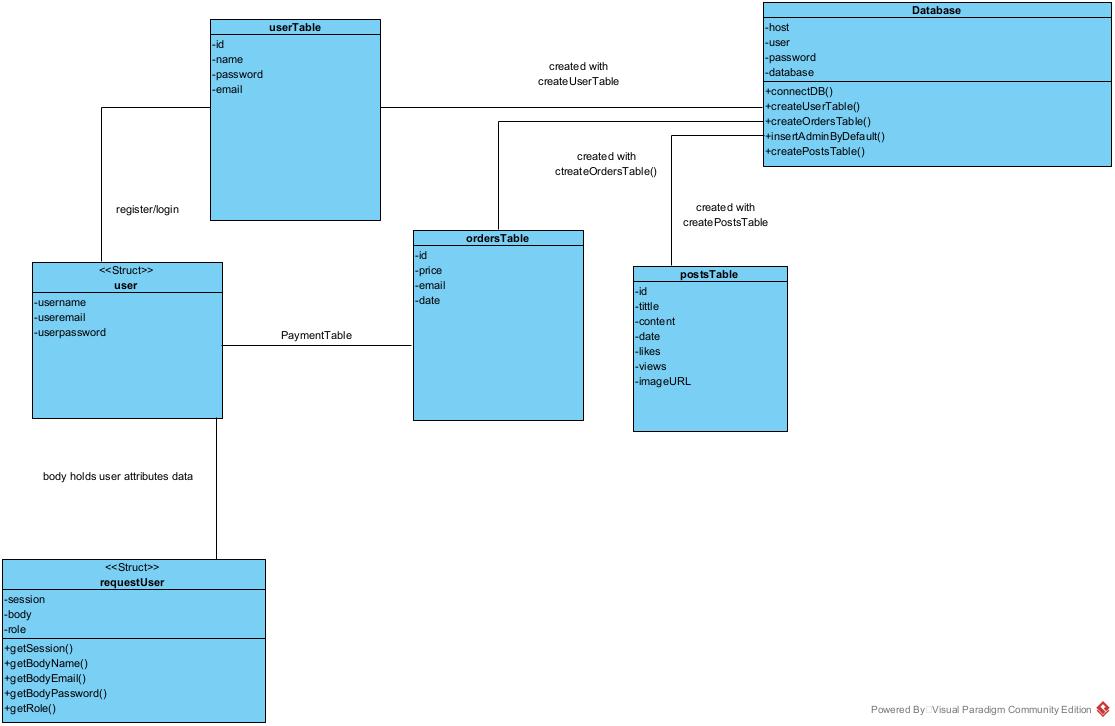 userTable
-id
-name
-password
-email
Database
-host
-user
-password
-database
+connectDB()
+createUserTable()
+createOrdersTable()
+insertAdminByDefault()
+createPostsTable()
created with
createUserTable
created with
ctreateOrdersTable()
created with
createPostsTable
register/login
<<Struct>>
user
-username
-useremail
-userpassword
PaymentTable
ordersTable
-id
-price
-email
-date
postsTable
-id
-tittle
-content
-date
-likes
-views
-imageURL
body holds user attributes data
<<Struct>>
requestUser
-session
-body
-role
+getSession()
+getBodyName()
+getBodyEmail()
+getBodyPassword()
+getRole()
Powered By Visual Paradigm Community Edition